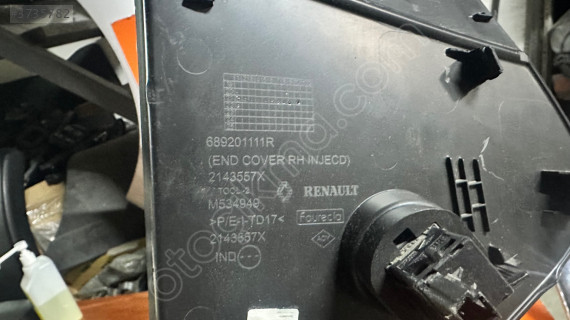 689201111R
(END COVER RH INJECD)
2143557X
TOOL-2
RENAULT
M534949
faurecia
>P/E-I-TD17<
2143557X
IND